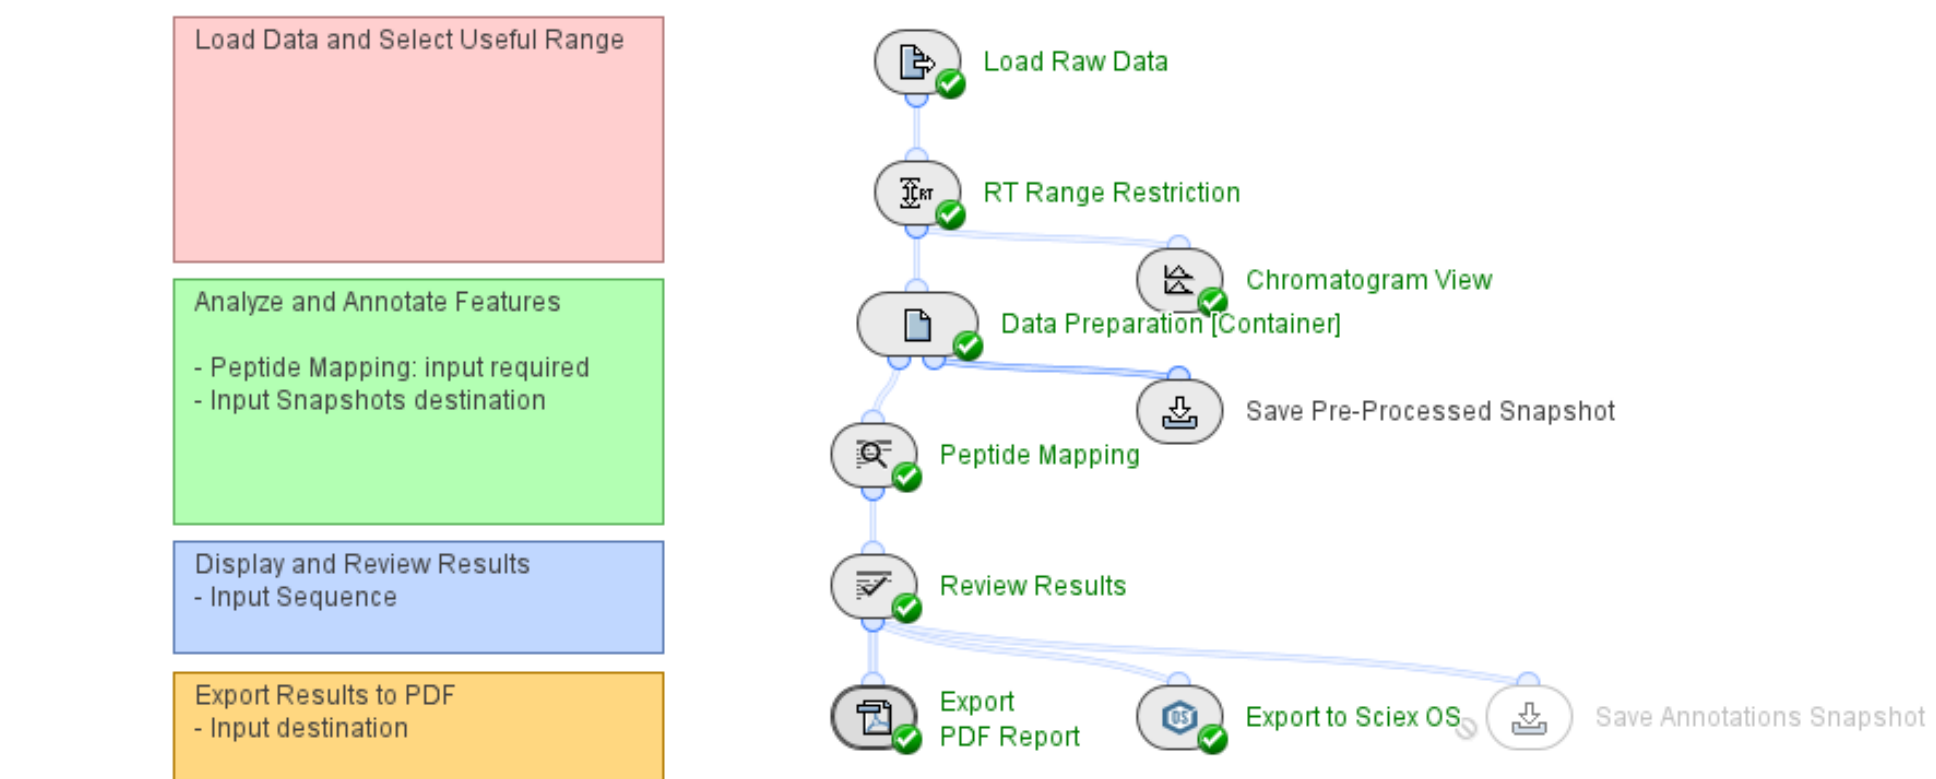 Load Data and Select Useful Range
Analyze and Annotate Features
- Peptide Mapping: input required
- Input Snapshots destination
Display and Review Results
- Input Sequence
Export Results to PDF
- Input destination
Load Raw Data
RT
RT Range Restriction
Chromatogram View
Data Preparation [Container]
Save Pre-Processed Snapshot
Peptide Mapping
Review Results
Export
PDF Report
OS
Export to Sciex OS
Save Annotations Snapshot